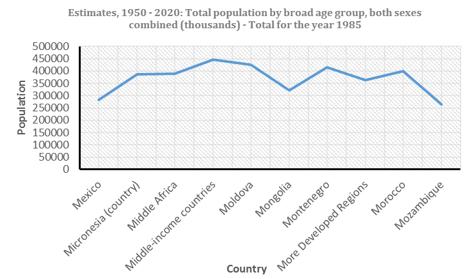 Estimates, 1950 - 2020: Total population by broad age group, both sexes
combined (thousands) - Total for the year 1985
500000
450000
400000
350000
300000
250000
200000
150000
100000
50000
0
Population
Mexico
Micronesia (country)
Middle Africa
Middle-income countries
Moldova
Mongolia
Montenegro
More Developed Regions
Morocco
Mozambique
Country